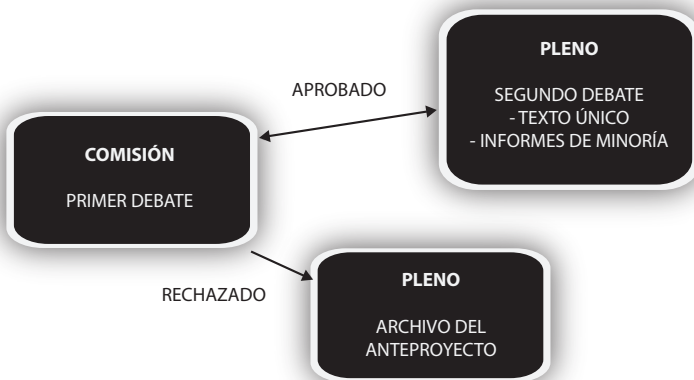 PLENO
SEGUNDO DEBATE
- TEXTO ÚNICO
- INFORMES DE MINORÍA
APROBADO
COMISIÓN
PRIMER DEBATE
RECHAZADO
PLENO
ARCHIVO DEL
ANTEPROYECTO